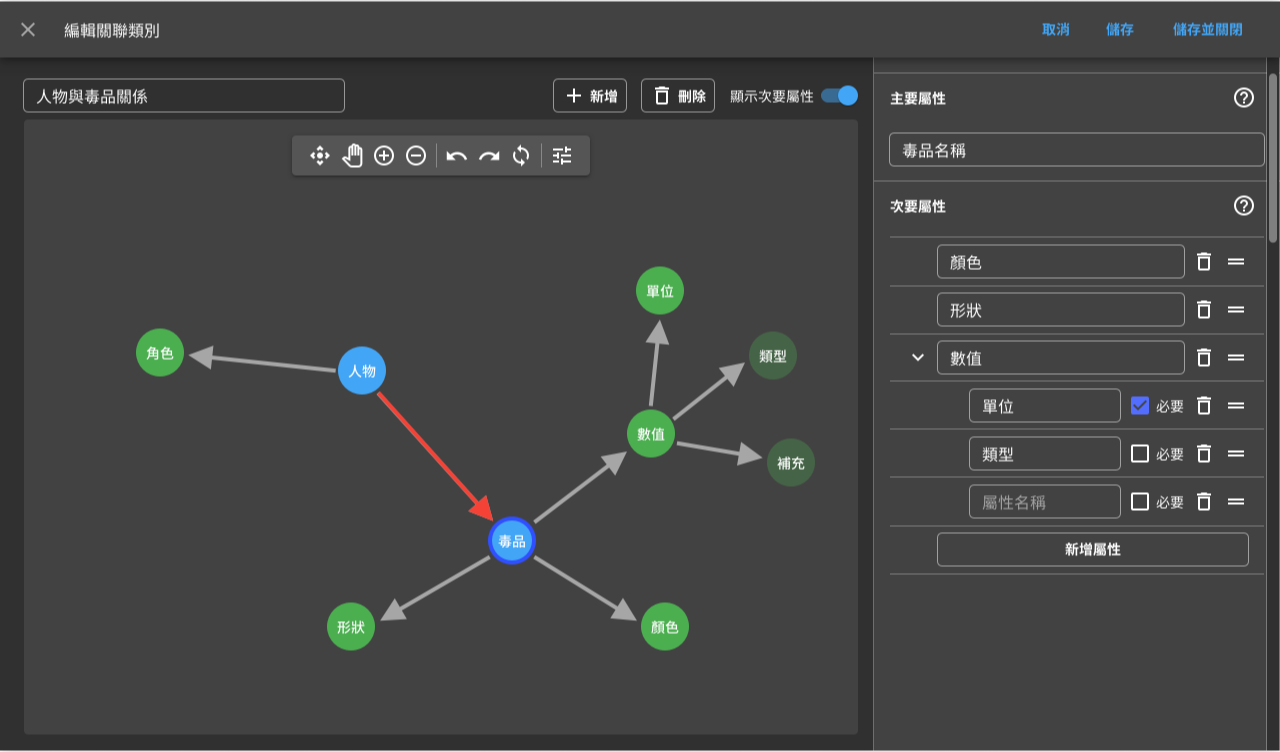 編輯關聯類別
取消
儲存
儲存並關閉
人物與毒品關係
新增
刪除
顯示次要屬性
單位
類型
角色
人物
數值
補充
毒品
形狀
顏色
主要屬性
毒品名稱
次要屬性
顏色
形狀
數值
單位 必要
類型 必要
屬性名稱 必要
新增屬性